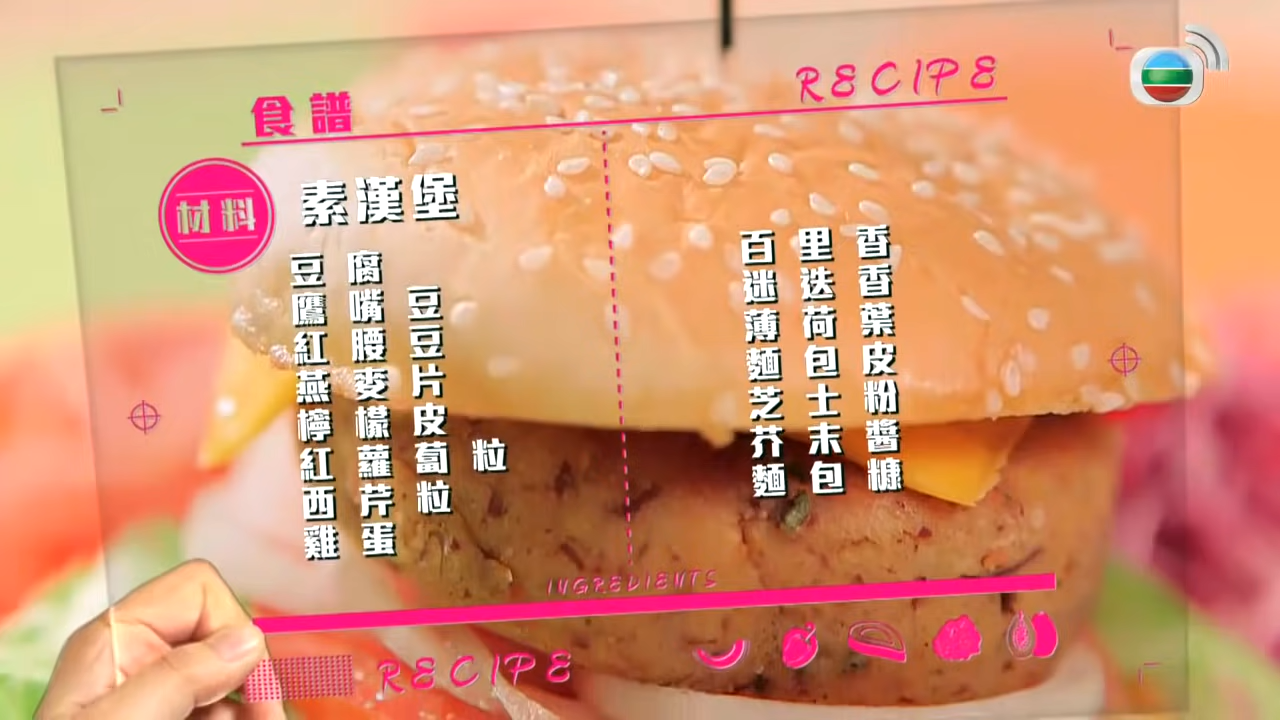 食譜
RECIPE
材料
素漢堡
豆腐
鷹嘴豆
紅腰豆
燕麥片
檸檬皮
紅蘿蔔粒
西芹粒
雞蛋
百里香
迷迭香
薄荷葉
麵包皮
芝士粉
芥末醬
麵包糠
INGREDIENTS
RECIPE